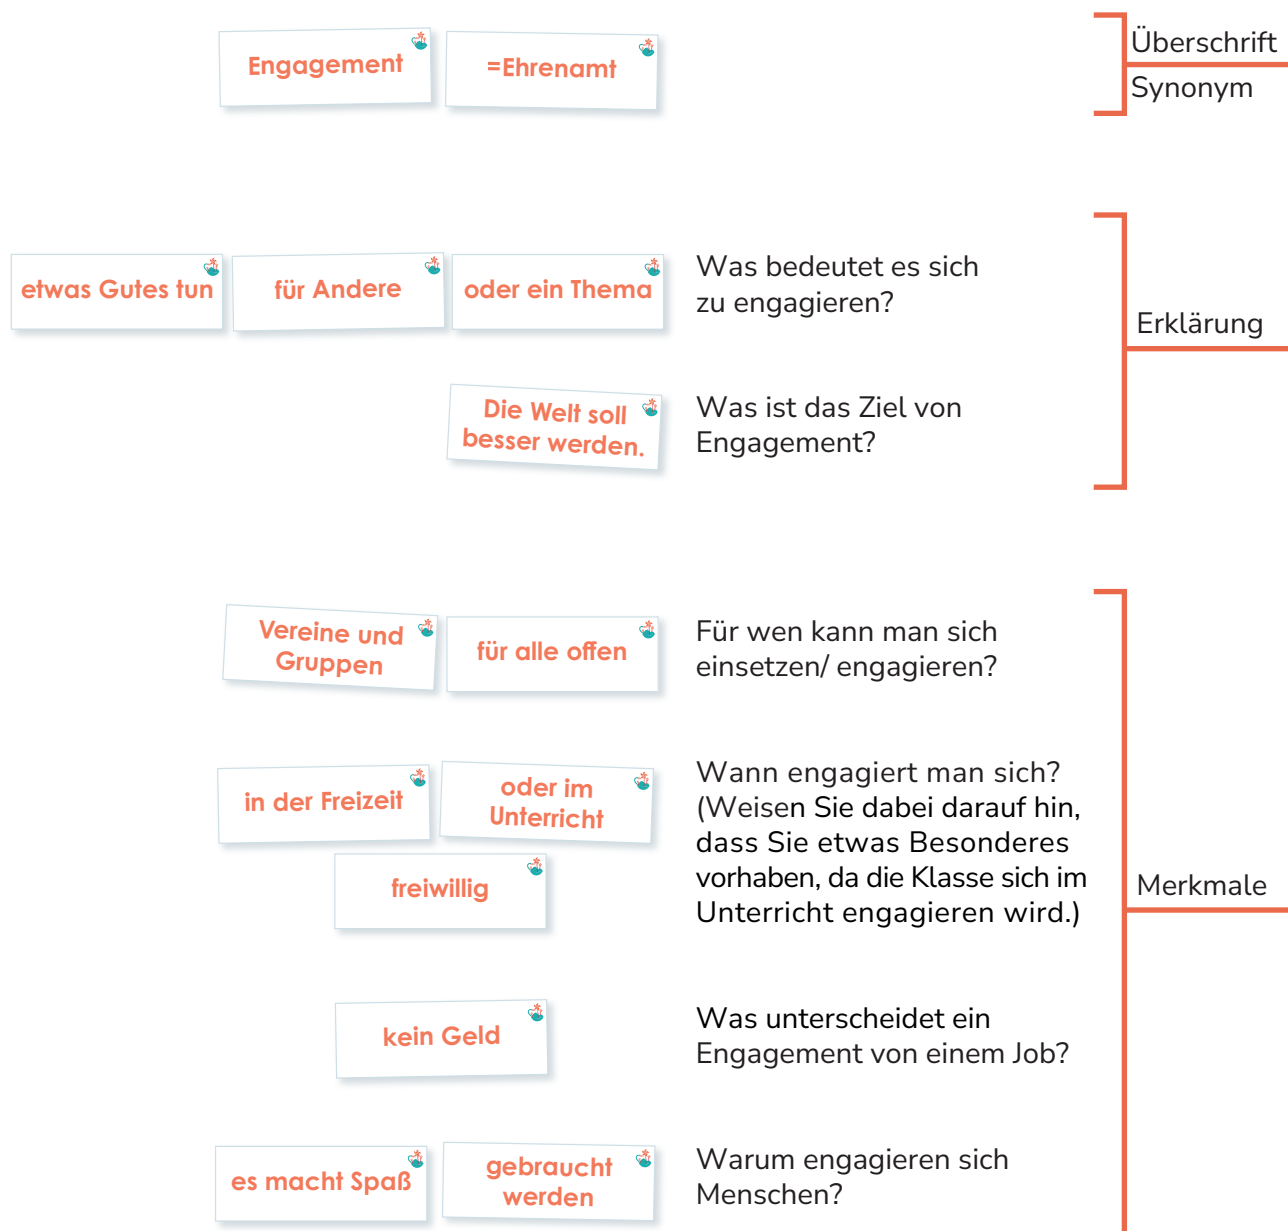 Engagement
=Ehrenamt
Überschrift
Synonym
etwas Gutes tun
für Andere
oder ein Thema
Was bedeutet es sich
zu engagieren?
Erklärung
Die Welt soll
besser werden.
Was ist das Ziel von
Engagement?
Vereine und
Gruppen
für alle offen
Für wen kann man sich
einsetzen/ engagieren?
in der Freizeit
oder im
Unterricht
freiwillig
Wann engagiert man sich?
(Weisen Sie dabei darauf hin,
dass Sie etwas Besonderes
vorhaben, da die Klasse sich im
Unterricht engagieren wird.)
Merkmale
kein Geld
Was unterscheidet ein
Engagement von einem Job?
es macht Spaß
gebraucht
werden
Warum engagieren sich
Menschen?